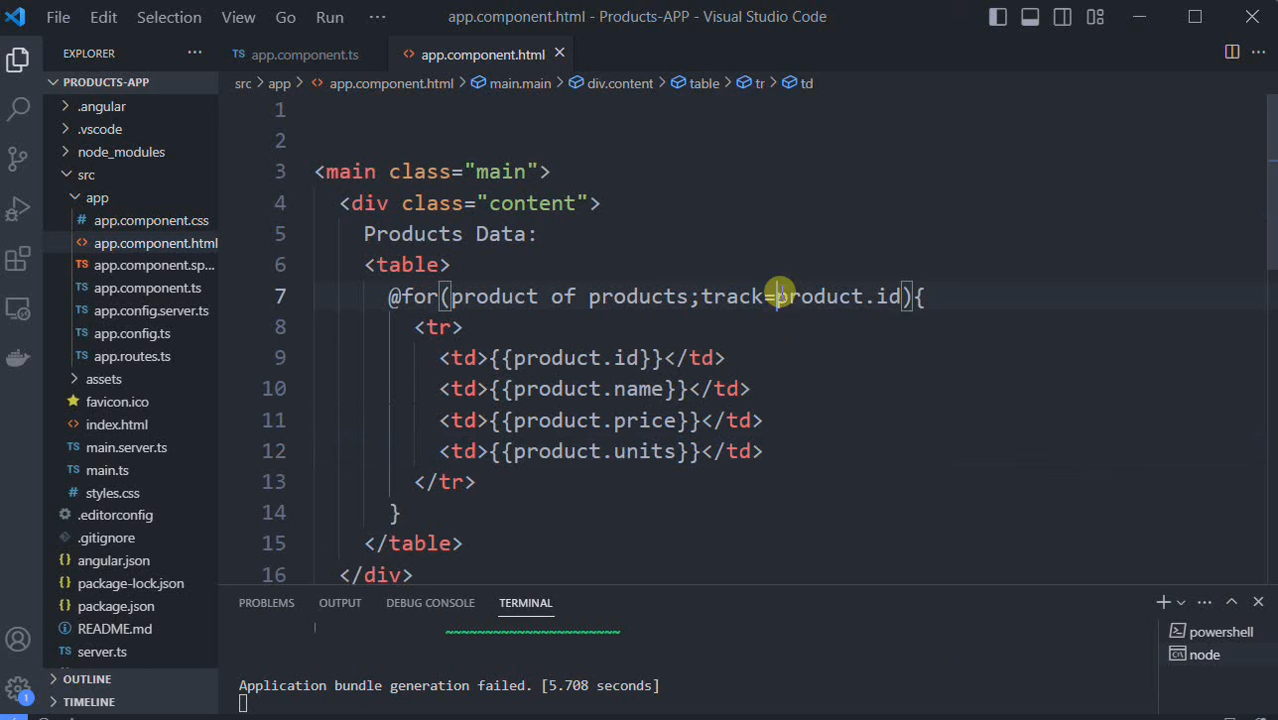 File Edit Selection View Go Run ··· app.component.html - Products-APP - Visual Studio Code
EXPLORER ···
TS app.component.ts
<> app.component.html
PRODUCTS-APP
.angular
.vscode
node_modules
src
app
# app.component.css
<> app.component.html
TS app.component.sp...
TS app.component.ts
TS app.config.server.ts
TS app.config.ts
TS app.routes.ts
assets
favicon.ico
<> index.html
TS main.server.ts
TS main.ts
# styles.css
.editorconfig
.gitignore
{} angular.json
{} package-lock.json
{} package.json
README.md
TS server.ts
OUTLINE
TIMELINE
1
src > app > <> app.component.html > main.main > div.content > table > tr > td
1
2
3 <main class="main">
4 <div class="content">
5 Products Data:
6 <table>
7 @for(product of products;track=product.id){
8 <tr>
9 <td>{{product.id}}</td>
10 <td>{{product.name}}</td>
11 <td>{{product.price}}</td>
12 <td>{{product.units}}</td>
13 </tr>
14 }
15 </table>
16 </div>
PROBLEMS OUTPUT DEBUG CONSOLE TERMINAL
~~~~~~~~~~~~~~~~~~~~~~
Application bundle generation failed. [5.708 seconds]
powershell
node